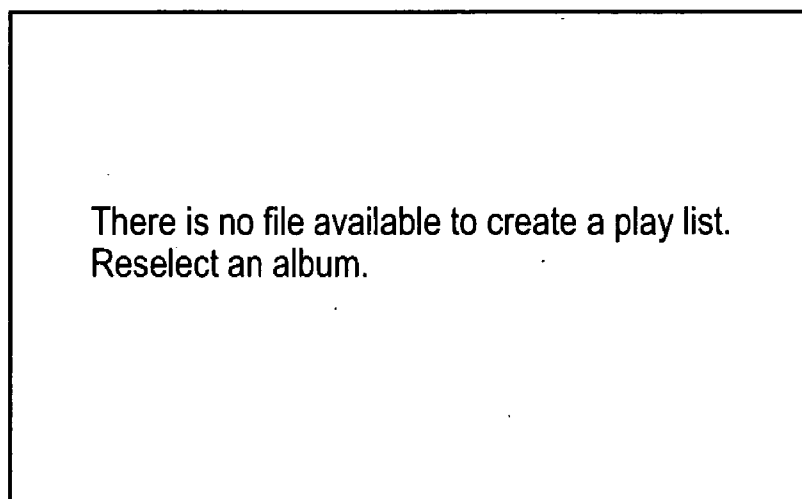 There is no file available to create a play list.
Reselect an album.